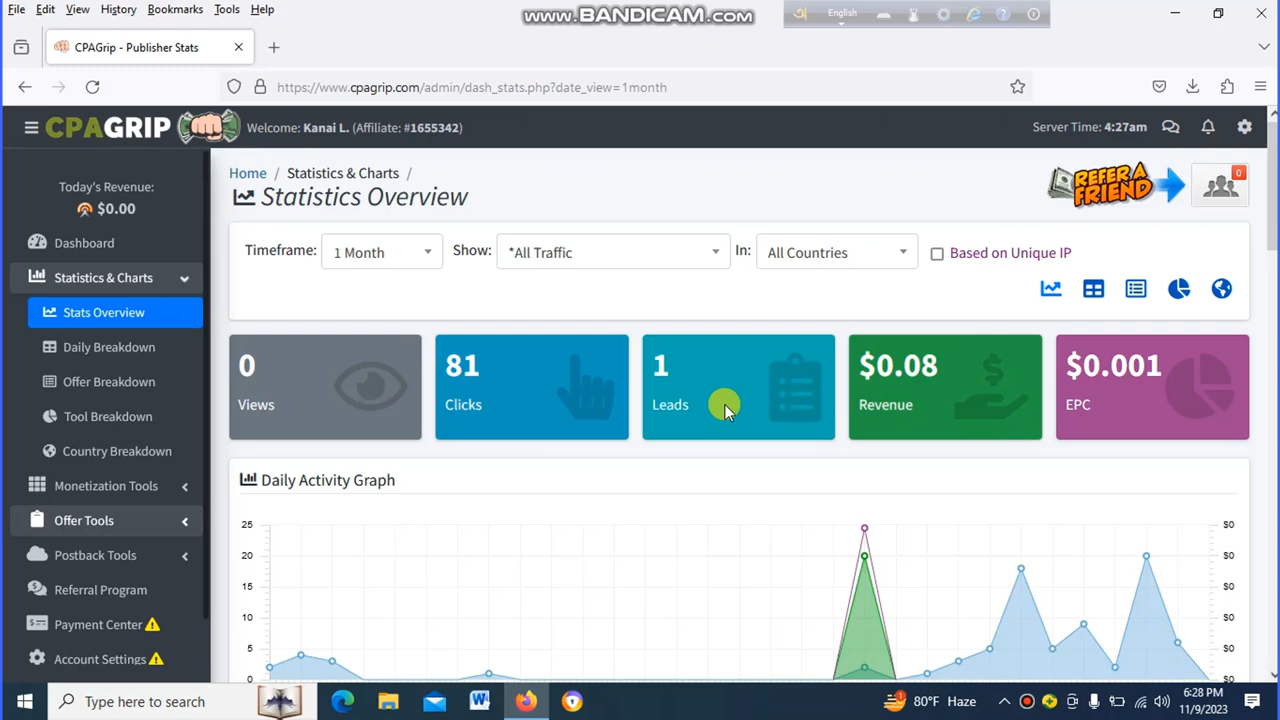 File Edit View History Bookmarks Tools Help
www.BANDICAM.com
English
CPAGrip - Publisher Stats
https://www.cpagrip.com/admin/dash_stats.php?date_view=1month
CPAGRIP
Welcome: Kanai L. (Affiliate: #1655342)
Server Time: 4:27am
Today's Revenue:
$0.00
Dashboard
Statistics & Charts
Stats Overview
Daily Breakdown
Offer Breakdown
Tool Breakdown
Country Breakdown
Monetization Tools
Offer Tools
Postback Tools
Referral Program
Payment Center
Account Settings
Home / Statistics & Charts /
Statistics Overview
REFER A FRIEND
0
Timeframe: 1 Month Show: *All Traffic In: All Countries Based on Unique IP
0
Views
81
Clicks
1
Leads
$0.08
Revenue
$0.001
EPC
Daily Activity Graph
25 $0
20 $0
15 $0
10 $0
5 $0
0 $0
Type here to search
80°F Haze
6:28 PM
11/9/2023